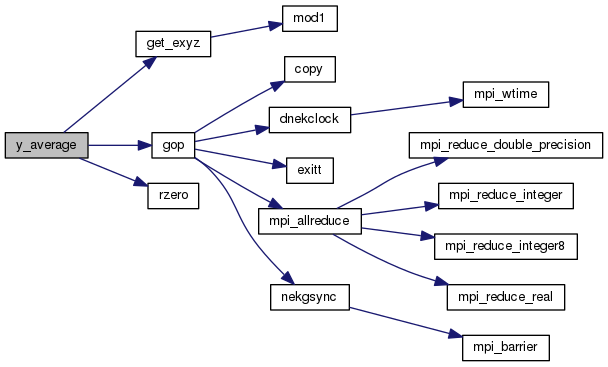 mod1
get_exyz
copy
mpi_wtime
dnekclock
y_average
gop
mpi_reduce_double_precision
exitt
rzero
mpi_reduce_integer
mpi_allreduce
mpi_reduce_integer8
nekgsync
mpi_reduce_real
mpi_barrier